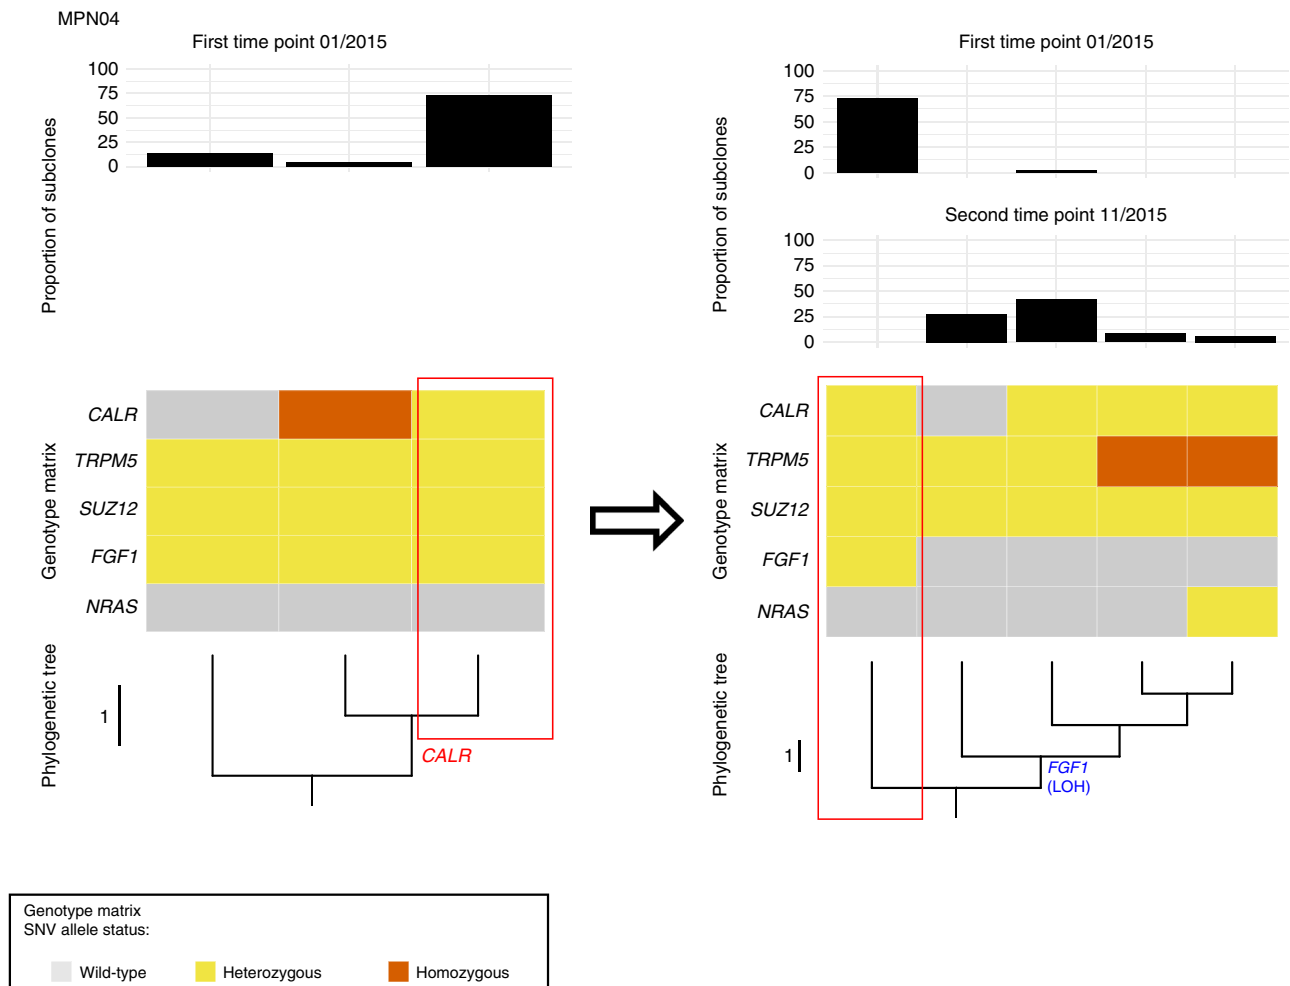 MPN04
First time point 01/2015
100
75
50
25
0
Proportion of subclones
CALR
TRPM5
SUZ12
FGF1
NRAS
Genotype matrix
Phylogenetic tree
1
CALR
First time point 01/2015
100
75
50
25
0
Second time point 11/2015
100
75
50
25
0
Proportion of subclones
CALR
TRPM5
SUZ12
FGF1
NRAS
Genotype matrix
Phylogenetic tree
1
FGF1
(LOH)
Genotype matrix
SNV allele status:
Wild-type Heterozygous Homozygous